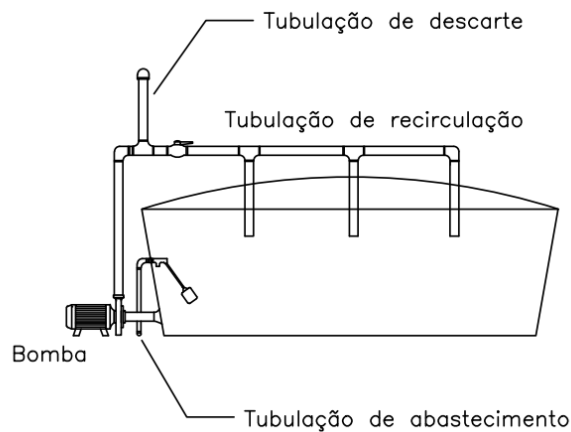 Tubulação de descarte
Tubulação de recirculação
Bomba
Tubulação de abastecimento